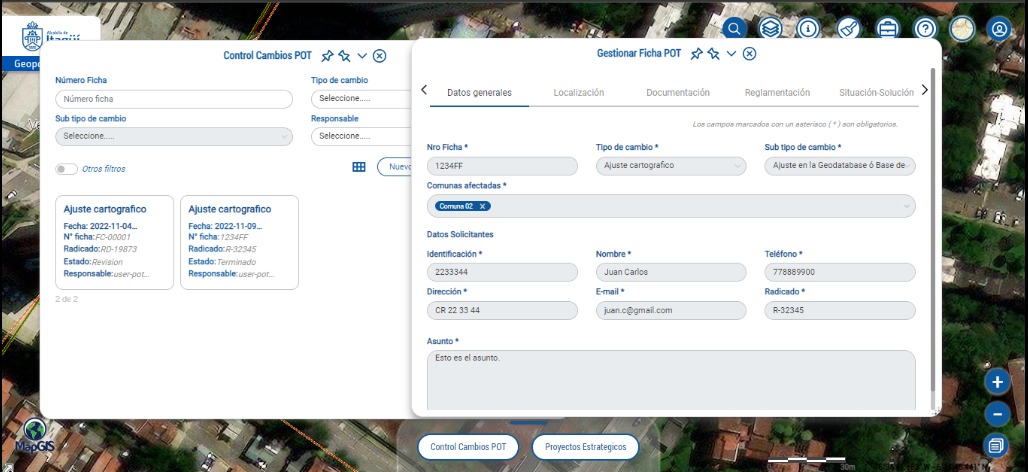 Alcaldía de
Itagüí
Geop
Control Cambios POT
Número Ficha
Número ficha
Tipo de cambio
Seleccione.....
Sub tipo de cambio
Seleccione.....
Responsable
Seleccione.....
Otros filtros
Nuevo
Ajuste cartografico
Fecha: 2022-11-04...
N° ficha:FC-00001
Radicado:RD-19873
Estado:Revision
Responsable:user-pot...
Ajuste cartografico
Fecha: 2022-11-09...
N° ficha:1234FF
Radicado:R-32345
Estado:Terminado
Responsable:user-pot...
2 de 2
Gestionar Ficha POT
Datos generales
Localización
Documentación
Reglamentación
Situación-Solución
Los campos marcados con un asterisco ( * ) son obligatorios.
Nro Ficha *
Tipo de cambio *
Sub tipo de cambio *
1234FF
Ajuste cartografico
Ajuste en la Geodatabase ó Base de
Comunas afectadas *
Comuna 02 X
Datos Solicitantes
Identificación *
Nombre *
Teléfono *
2233344
Juan Carlos
778889900
Dirección *
E-mail *
Radicado *
CR 22 33 44
juan.c@gmail.com
R-32345
Asunto *
Esto es el asunto.
MapGIS
Control Cambios POT
Proyectos Estrategicos
30m